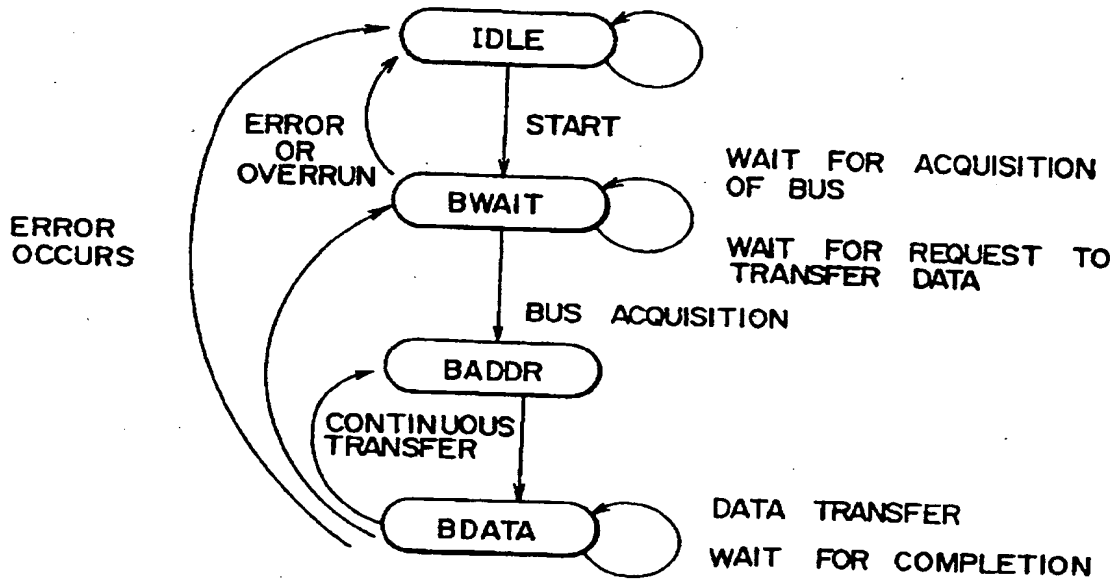 IDLE
START
ERROR
OR
OVERRUN
WAIT FOR ACQUISITION
OF BUS
BWAIT
ERROR
OCCURS
WAIT FOR REQUEST TO
TRANSFER DATA
BUS ACQUISITION
BADDR
CONTINUOUS
TRANSFER
BDATA
DATA TRANSFER
WAIT FOR COMPLETION